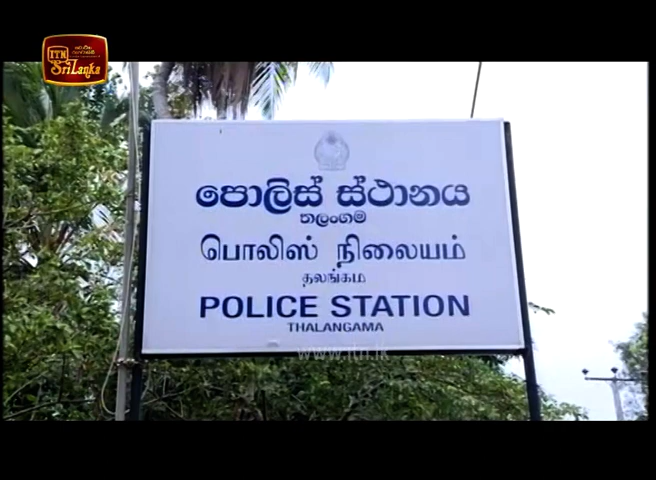 ITN
Sri Lanka
පොලිස් ස්ථානය
තලංගම
பொலிஸ் நிலையம்
தலங்கம
POLICE STATION
THALANGAMA
www.itn.lk